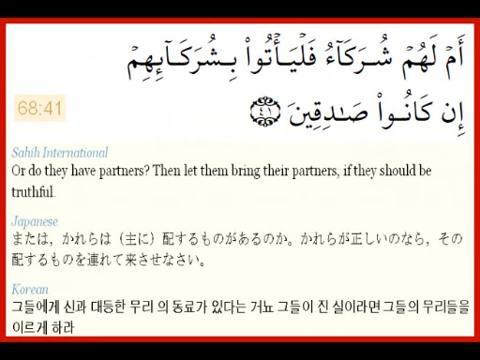 أَمْ لَهُمْ شُرَكَآءُ فَلْيَأْتُوا۟ بِشُرَكَآئِهِمْ
إِن كَانُوا۟ صَـٰدِقِينَ ﴿٤١﴾
68:41
Sahih International
Or do they have partners? Then let them bring their partners, if they should be
truthful.
Japanese
または，かれらは（主に）配するものがあるのか。かれらが正しいのなら，その
配するものを連れて来させなさい。
Korean
그들에게 신과 대등한 무리 의 동료가 있다는 거뇨 그들이 진 실이라면 그들의 무리들을
이르게 하라